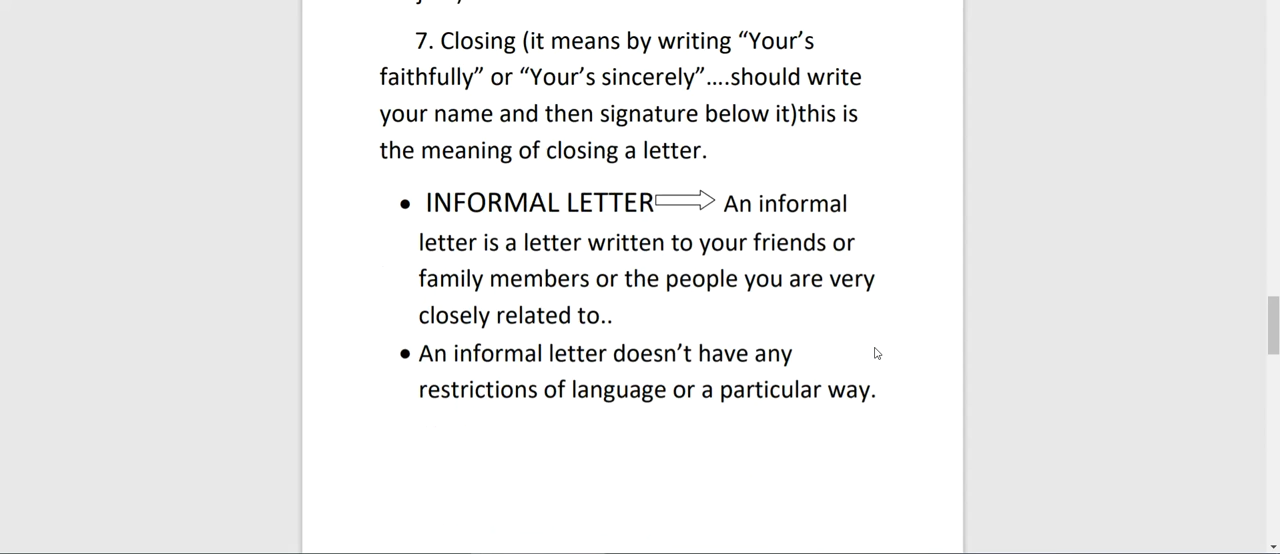 7. Closing (it means by writing “Your’s
faithfully” or “Your’s sincerely”....should write
your name and then signature below it)this is
the meaning of closing a letter.
• INFORMAL LETTER An informal
letter is a letter written to your friends or
family members or the people you are very
closely related to..
• An informal letter doesn’t have any
restrictions of language or a particular way.